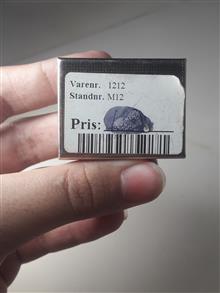 Varenr. 1212
Standnr. M12
Pris: